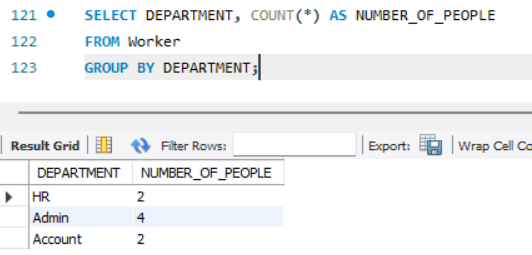 121 SELECT DEPARTMENT, COUNT(*) AS NUMBER_OF_PEOPLE
122 FROM Worker
123 GROUP BY DEPARTMENT;
Result Grid Filter Rows: Export: Wrap Cell Co
DEPARTMENT NUMBER_OF_PEOPLE
HR 2
Admin 4
Account 2